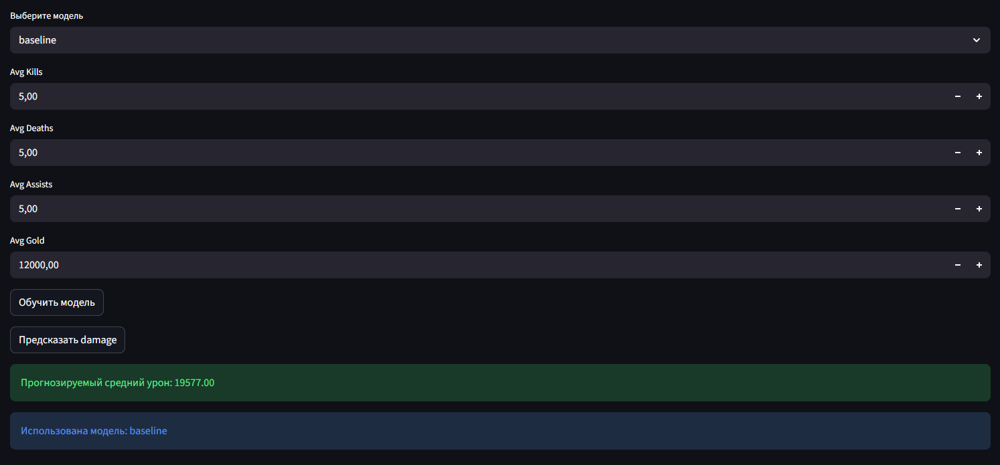 Выберите модель
baseline
Avg Kills
5,00
Avg Deaths
5,00
Avg Assists
5,00
Avg Gold
12000,00
Обучить модель
Предсказать damage
Прогнозируемый средний урон: 19577.00
Использована модель: baseline